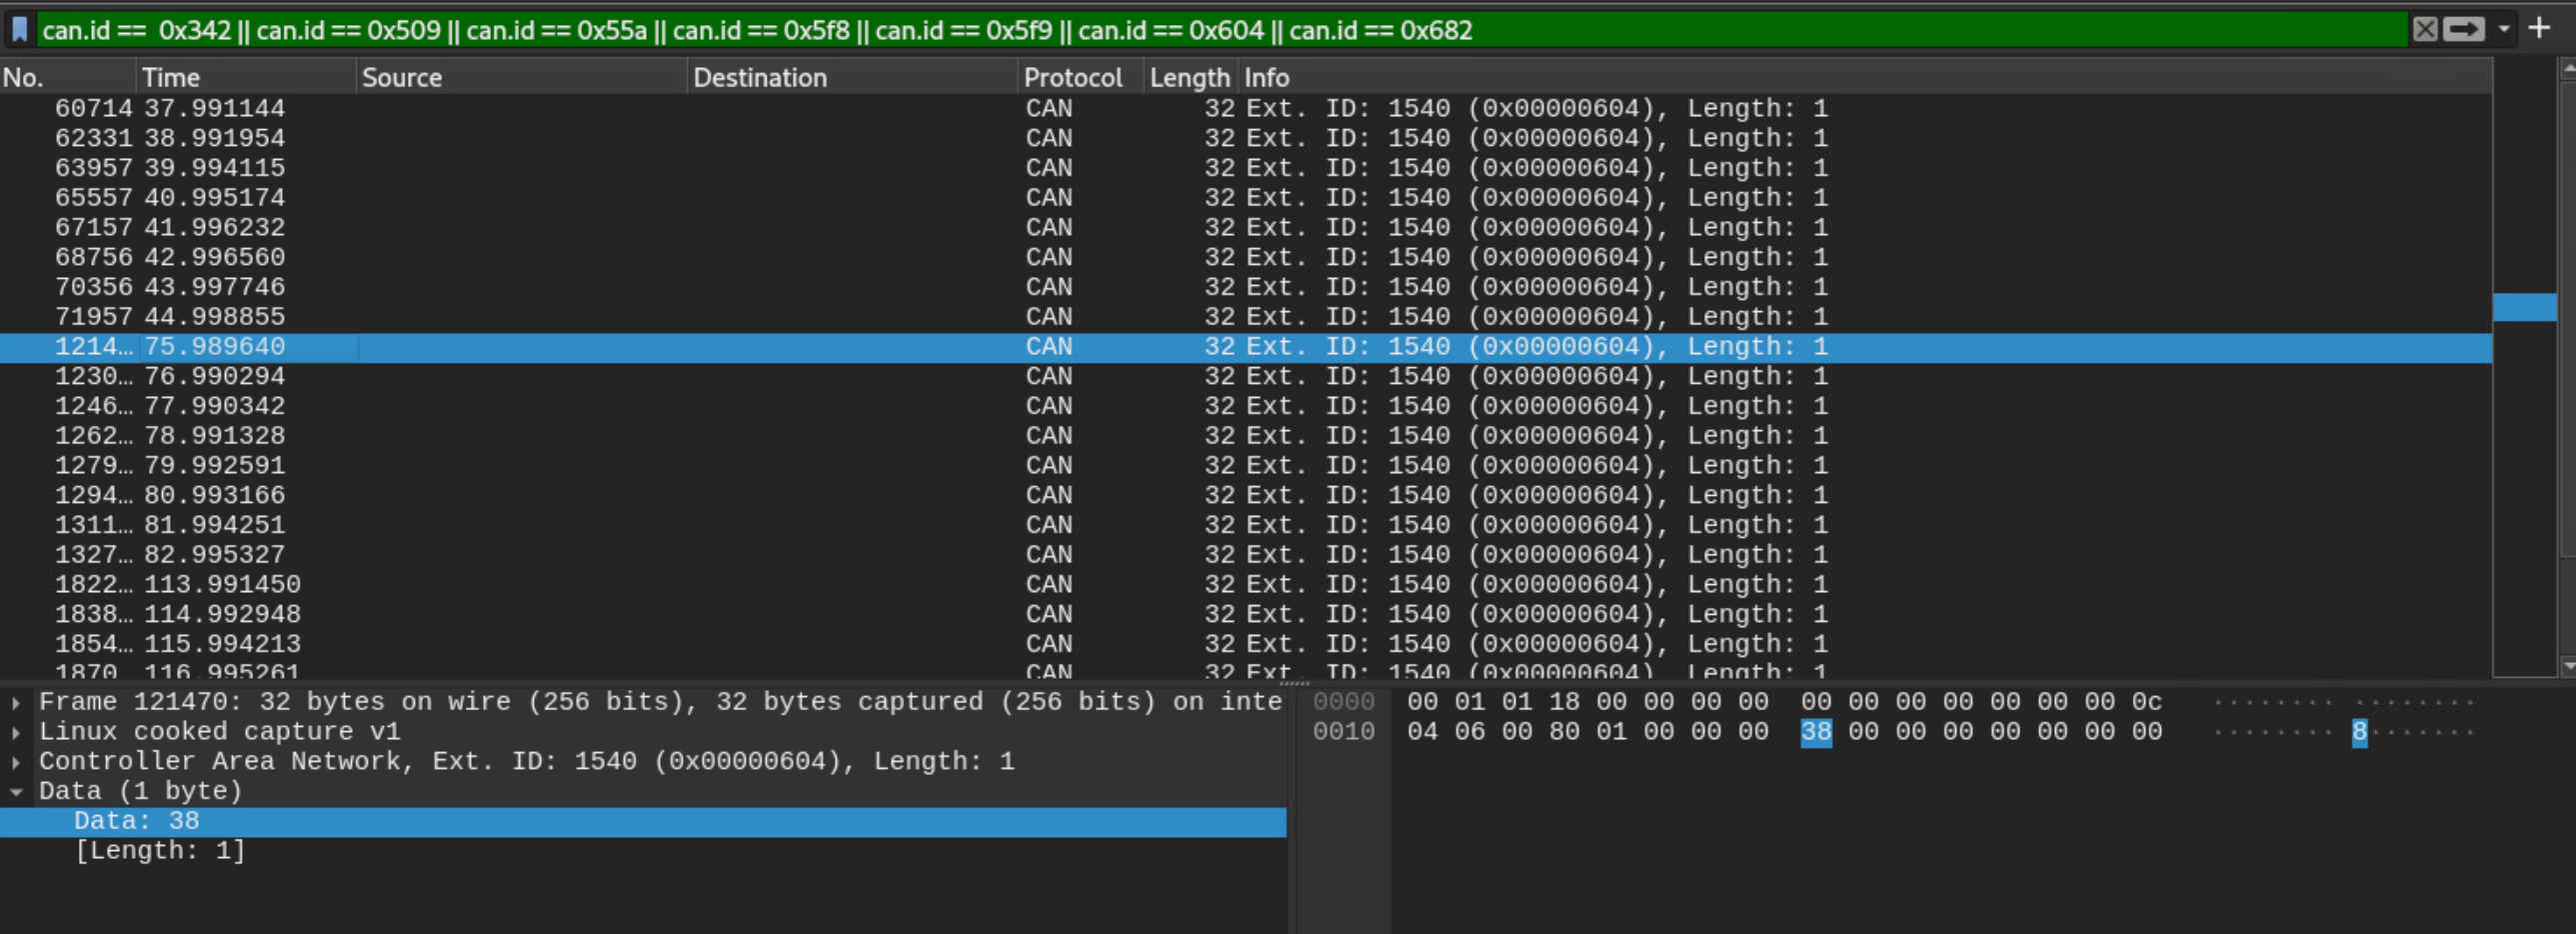 can.id ==  0x342 || can.id == 0x509 || can.id == 0x55a || can.id == 0x5f8 || can.id == 0x5f9 || can.id == 0x604 || can.id == 0x682
No. Time Source Destination Protocol Length Info
60714 37.991144 CAN 32 Ext. ID: 1540 (0x00000604), Length: 1
62331 38.991954 CAN 32 Ext. ID: 1540 (0x00000604), Length: 1
63957 39.994115 CAN 32 Ext. ID: 1540 (0x00000604), Length: 1
65557 40.995174 CAN 32 Ext. ID: 1540 (0x00000604), Length: 1
67157 41.996232 CAN 32 Ext. ID: 1540 (0x00000604), Length: 1
68756 42.996560 CAN 32 Ext. ID: 1540 (0x00000604), Length: 1
70356 43.997746 CAN 32 Ext. ID: 1540 (0x00000604), Length: 1
71957 44.998855 CAN 32 Ext. ID: 1540 (0x00000604), Length: 1
1214… 75.989640 CAN 32 Ext. ID: 1540 (0x00000604), Length: 1
1230… 76.990294 CAN 32 Ext. ID: 1540 (0x00000604), Length: 1
1246… 77.990342 CAN 32 Ext. ID: 1540 (0x00000604), Length: 1
1262… 78.991328 CAN 32 Ext. ID: 1540 (0x00000604), Length: 1
1279… 79.992591 CAN 32 Ext. ID: 1540 (0x00000604), Length: 1
1294… 80.993166 CAN 32 Ext. ID: 1540 (0x00000604), Length: 1
1311… 81.994251 CAN 32 Ext. ID: 1540 (0x00000604), Length: 1
1327… 82.995327 CAN 32 Ext. ID: 1540 (0x00000604), Length: 1
1822… 113.991450 CAN 32 Ext. ID: 1540 (0x00000604), Length: 1
1838… 114.992948 CAN 32 Ext. ID: 1540 (0x00000604), Length: 1
1854… 115.994213 CAN 32 Ext. ID: 1540 (0x00000604), Length: 1
1870 116.995261 CAN 32 Ext. ID: 1540 (0x00000604), Length: 1
Frame 121470: 32 bytes on wire (256 bits), 32 bytes captured (256 bits) on inte
Linux cooked capture v1
Controller Area Network, Ext. ID: 1540 (0x00000604), Length: 1
Data (1 byte)
Data: 38
[Length: 1]
0000 00 01 01 18 00 00 00 00 00 00 00 00 00 00 00 0c ········ ········
0010 04 06 00 80 01 00 00 00 38 00 00 00 00 00 00 00 ········ 8·······